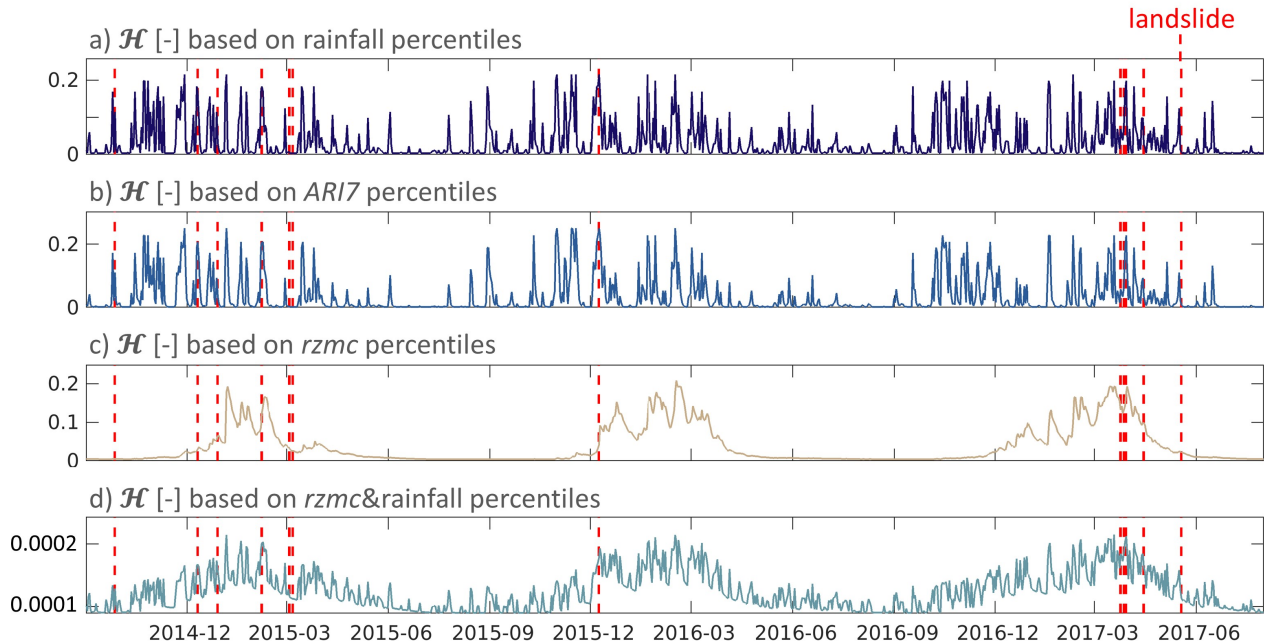 landslide
a) ℋ [-] based on rainfall percentiles
0.2
0
b) ℋ [-] based on ARI7 percentiles
0.2
0
c) ℋ [-] based on rzmc percentiles
0.2
0.1
0
d) ℋ [-] based on rzmc&rainfall percentiles
0.0002
0.0001
2014-12 2015-03 2015-06 2015-09 2015-12 2016-03 2016-06 2016-09 2016-12 2017-03 2017-06